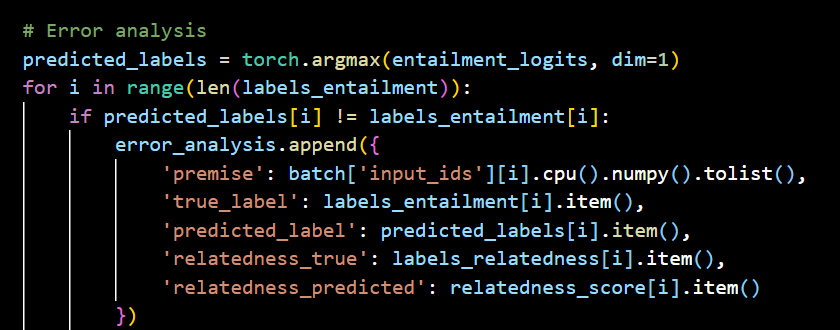 # Error analysis
predicted_labels = torch.argmax(entailment_logits, dim=1)
for i in range(len(labels_entailment)):
    if predicted_labels[i] != labels_entailment[i]:
        error_analysis.append({
            'premise': batch['input_ids'][i].cpu().numpy().tolist(),
            'true_label': labels_entailment[i].item(),
            'predicted_label': predicted_labels[i].item(),
            'relatedness_true': labels_relatedness[i].item(),
            'relatedness_predicted': relatedness_score[i].item()
        })